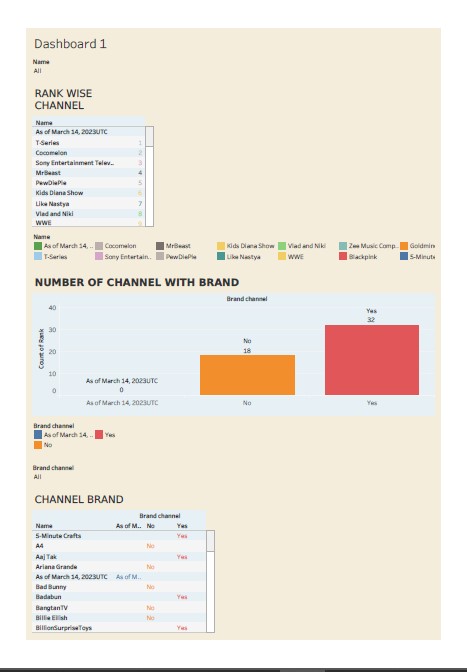 Dashboard 1
Name
All
RANK WISE
CHANNEL
Name
As of March 14, 2023UTC
T-Series 1
Cocomelon 2
Sony Entertainment Telev.. 3
MrBeast 4
PewDiePie 5
Kids Diana Show 6
Like Nastya 7
Vlad and Niki 8
WWE 9
Name
As of March 14, .. Cocomelon MrBeast Kids Diana Show Vlad and Niki Zee Music Comp.. Goldmin
T-Series Sony Entertain.. PewDiePie Like Nastya WWE Blackpink 5-Minute
NUMBER OF CHANNEL WITH BRAND
Brand channel
Count of Rank
40
30
20
10
0
As of March 14, 2023UTC
0
No
18
Yes
32
As of March 14, 2023UTC No Yes
Brand channel
As of March 14, .. Yes
No
Brand channel
All
CHANNEL BRAND
Brand channel
Name As of M.. No Yes
5-Minute Crafts Yes
A4 No
Aaj Tak Yes
Ariana Grande No
As of March 14, 2023UTC As of M..
Bad Bunny No
Badabun Yes
BangtanTV No
Billie Eilish No
BillionSurpriseToys Yes